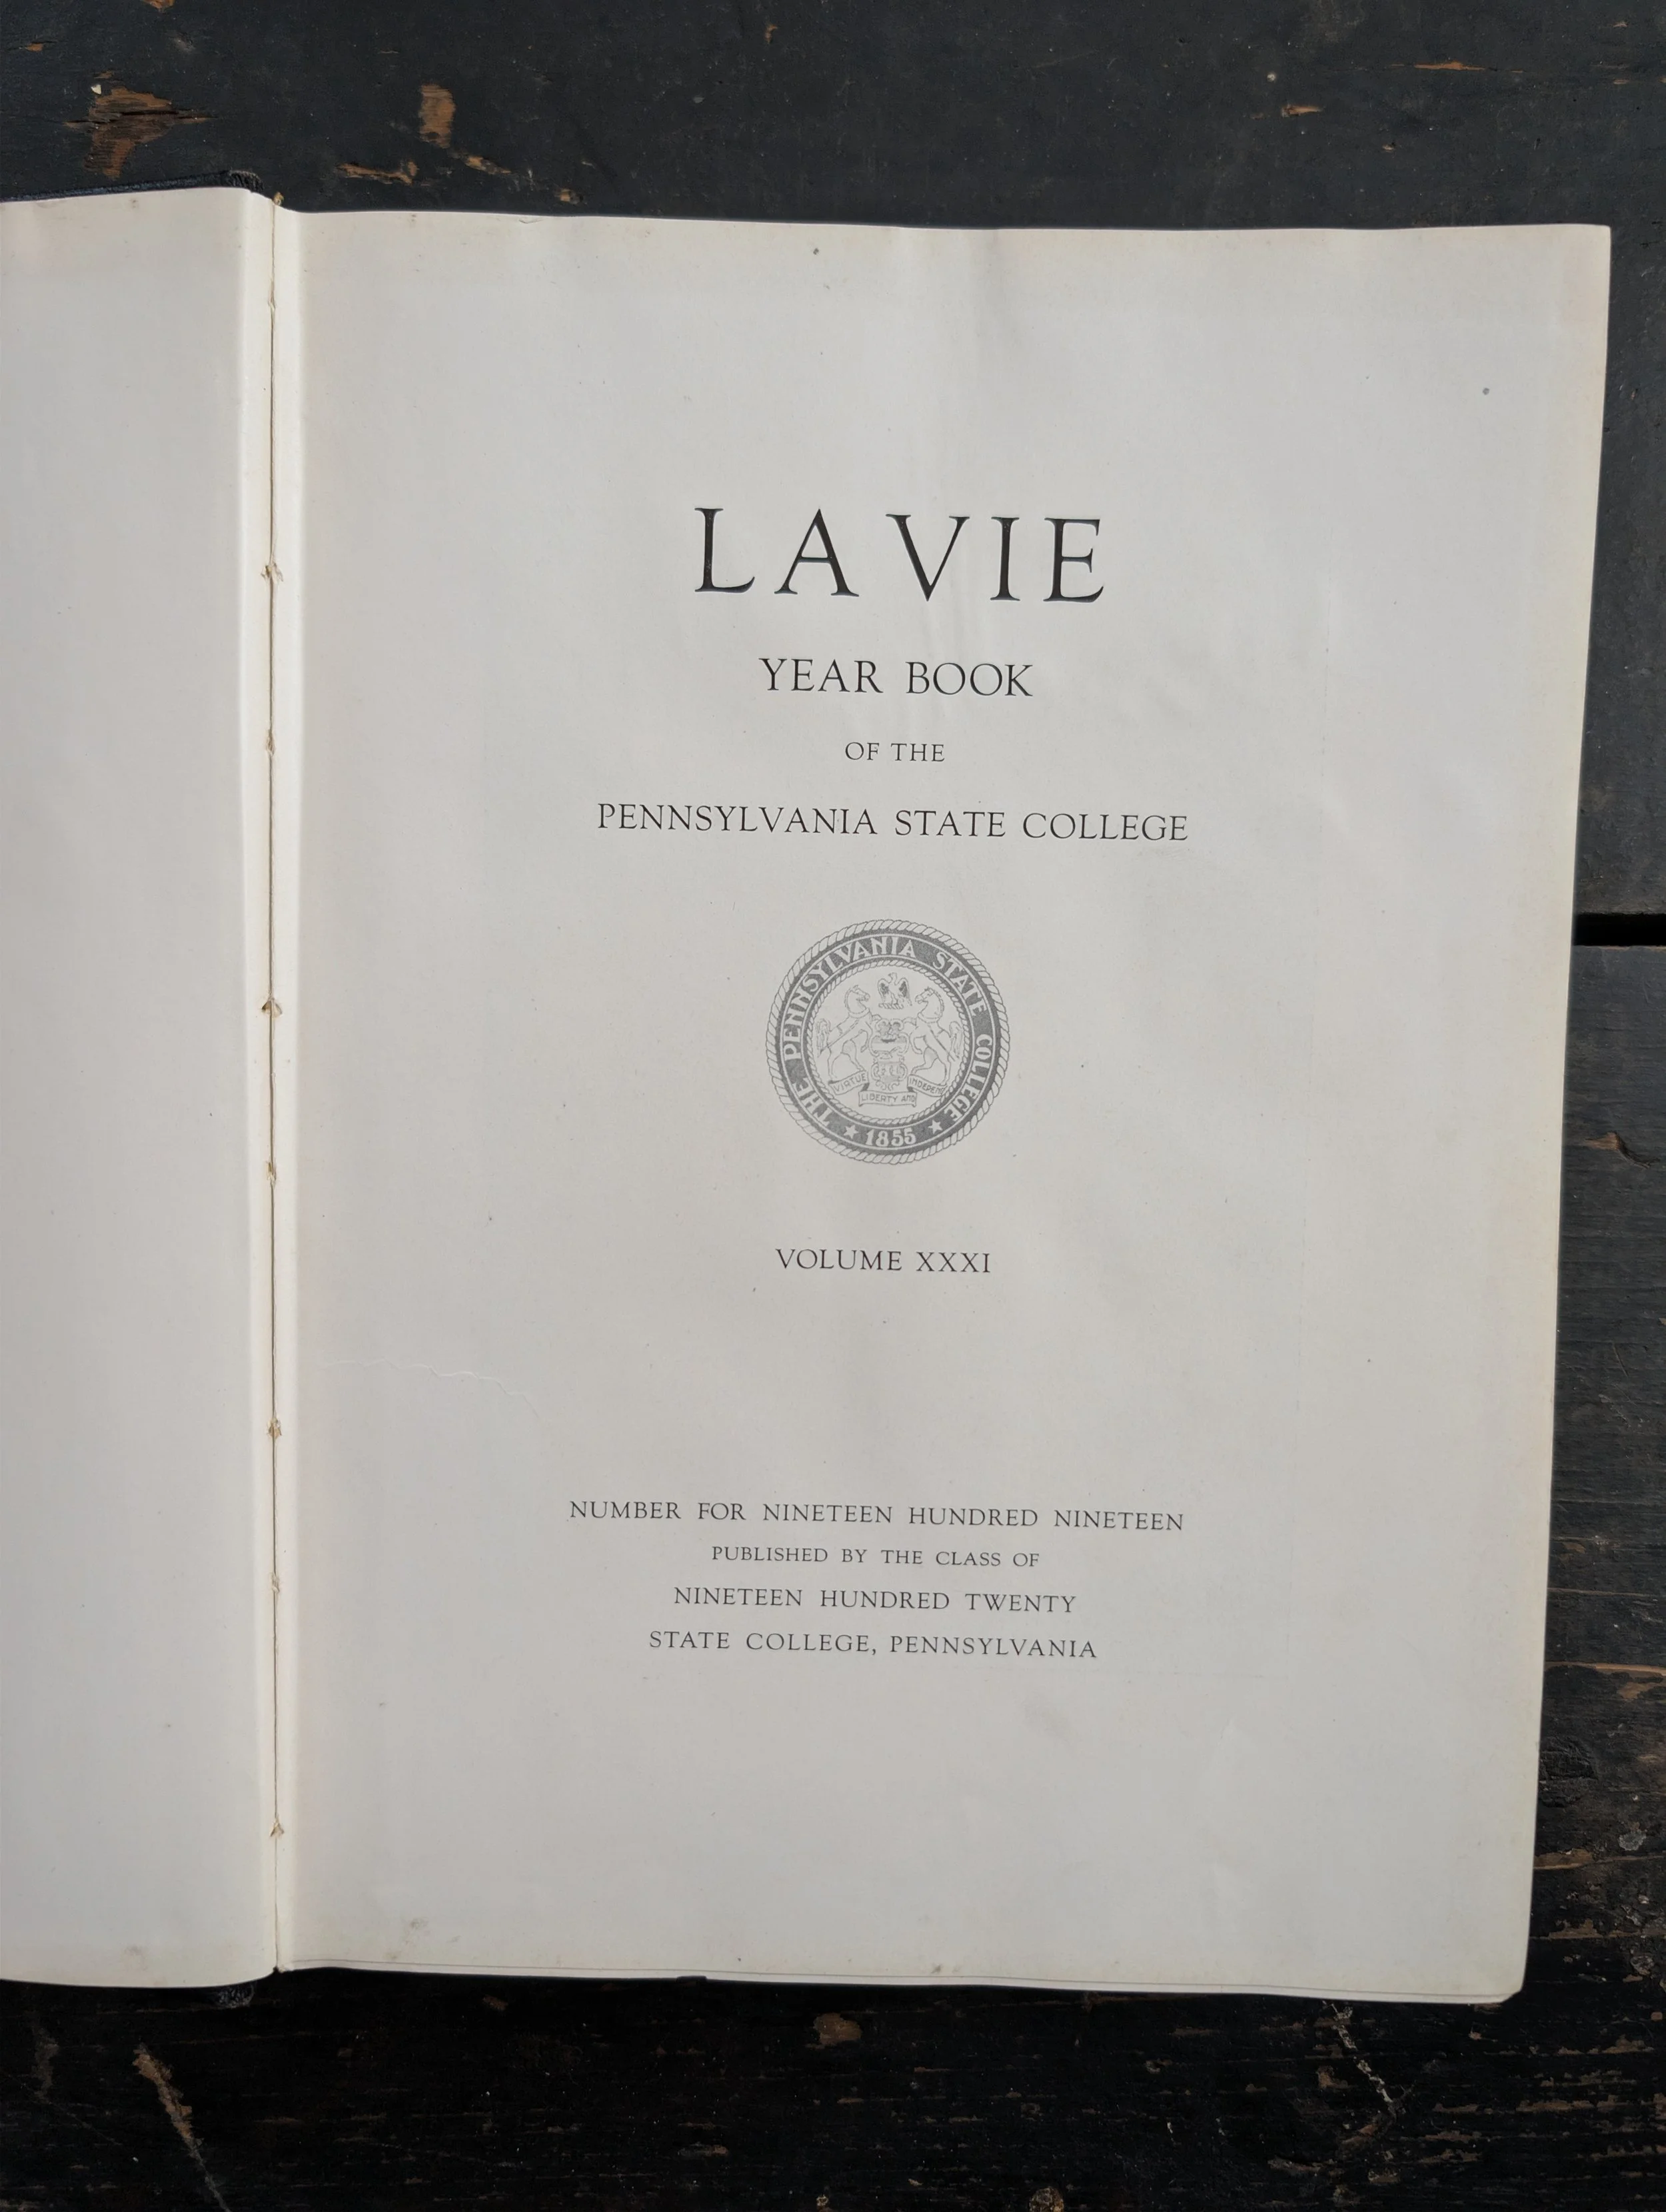 LA VIE
YEAR BOOK
OF THE
PENNSYLVANIA STATE COLLEGE
THE PENNSYLVANIA STATE COLLEGE
VIRTUE
LIBERTY AND
INDEPEN
★ 1855 ★
VOLUME XXXI
NUMBER FOR NINETEEN HUNDRED NINETEEN
PUBLISHED BY THE CLASS OF
NINETEEN HUNDRED TWENTY
STATE COLLEGE, PENNSYLVANIA